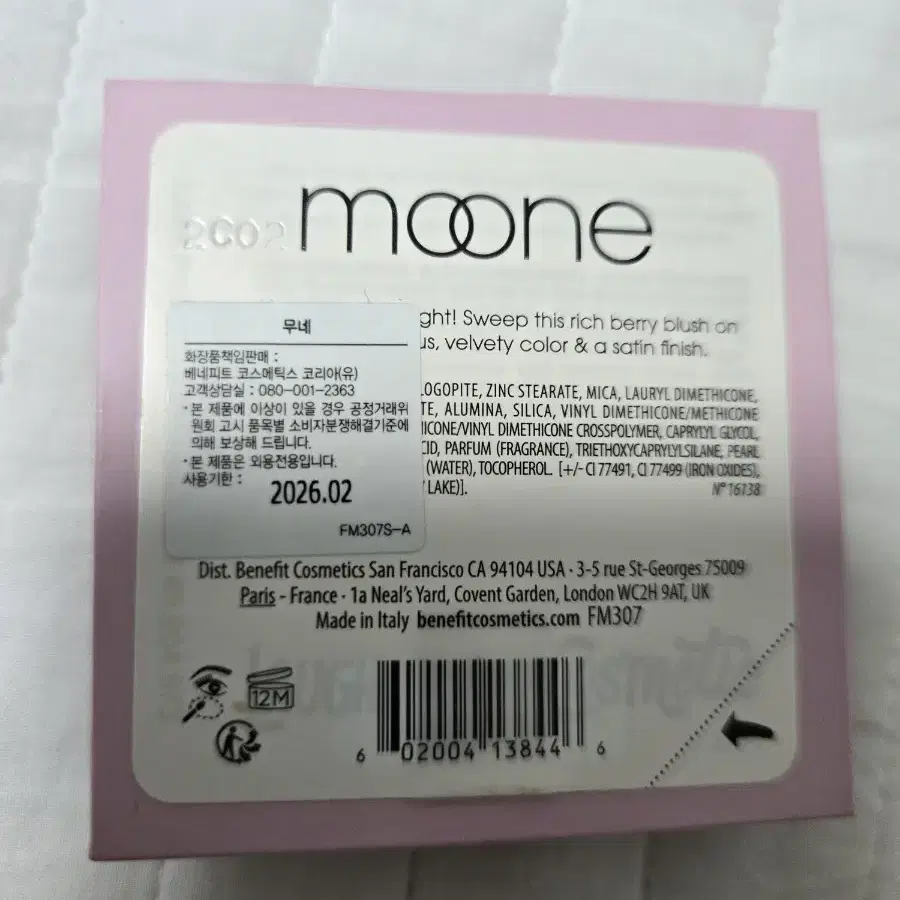 2C02
moone
ght! Sweep this rich berry blush on
us, velvety color & a satin finish.
무네
화장품책임판매 :
베네피트 코스메틱스 코리아(유)
고객상담실 : 080-001-2363
·본 제품에 이상이 있을 경우 공정거래위
원회 고시 품목별 소비자분쟁해결기준에
의해 보상해 드립니다.
·본 제품은 외용전용입니다.
사용기한 :
2026.02
FM307S-A
LOGOPITE, ZINC STEARATE, MICA, LAURYL DIMETHICONE,
TE, ALUMINA, SILICA, VINYL DIMETHICONE/METHICONE
ICONE/VINYL DIMETHICONE CROSSPOLYMER, CAPRYLYL GLYCOL,
CID, PARFUM (FRAGRANCE), TRIETHOXYCAPRYLYLSILANE, PEARL
(WATER), TOCOPHEROL. [+/- CI 77491, CI 77499 (IRON OXIDES),
LAKE)].
N° 16738
Dist. Benefit Cosmetics San Francisco CA 94104 USA · 3-5 rue St-Georges 75009
Paris - France · 1a Neal's Yard, Covent Garden, London WC2H 9AT, UK
Made in Italy benefitcosmetics.com FM307
12M
6 02004 13844 6